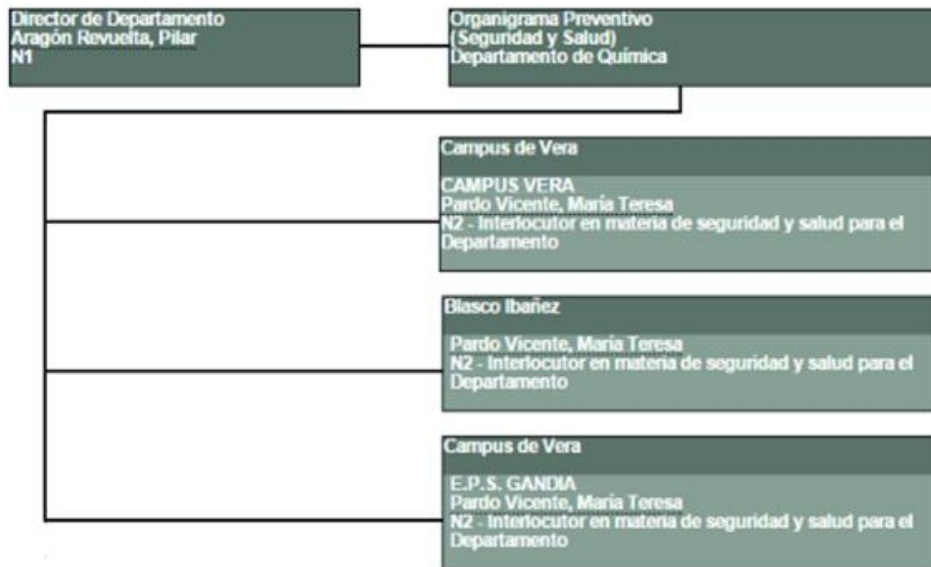 Director de Departamento
Aragón Revuelta, Pilar
N1
Organigrama Preventivo
(Seguridad y Salud)
Departamento de Química
Campus de Vera
CAMPUS VERA
Pardo Vicente, María Teresa
N2 - Interlocutor en materia de seguridad y salud para el
Departamento
Blasco Ibañez
Pardo Vicente, María Teresa
N2 - Interlocutor en materia de seguridad y salud para el
Departamento
Campus de Vera
E.P.S. GANDIA
Pardo Vicente, María Teresa
N2 - Interlocutor en materia de seguridad y salud para el
Departamento